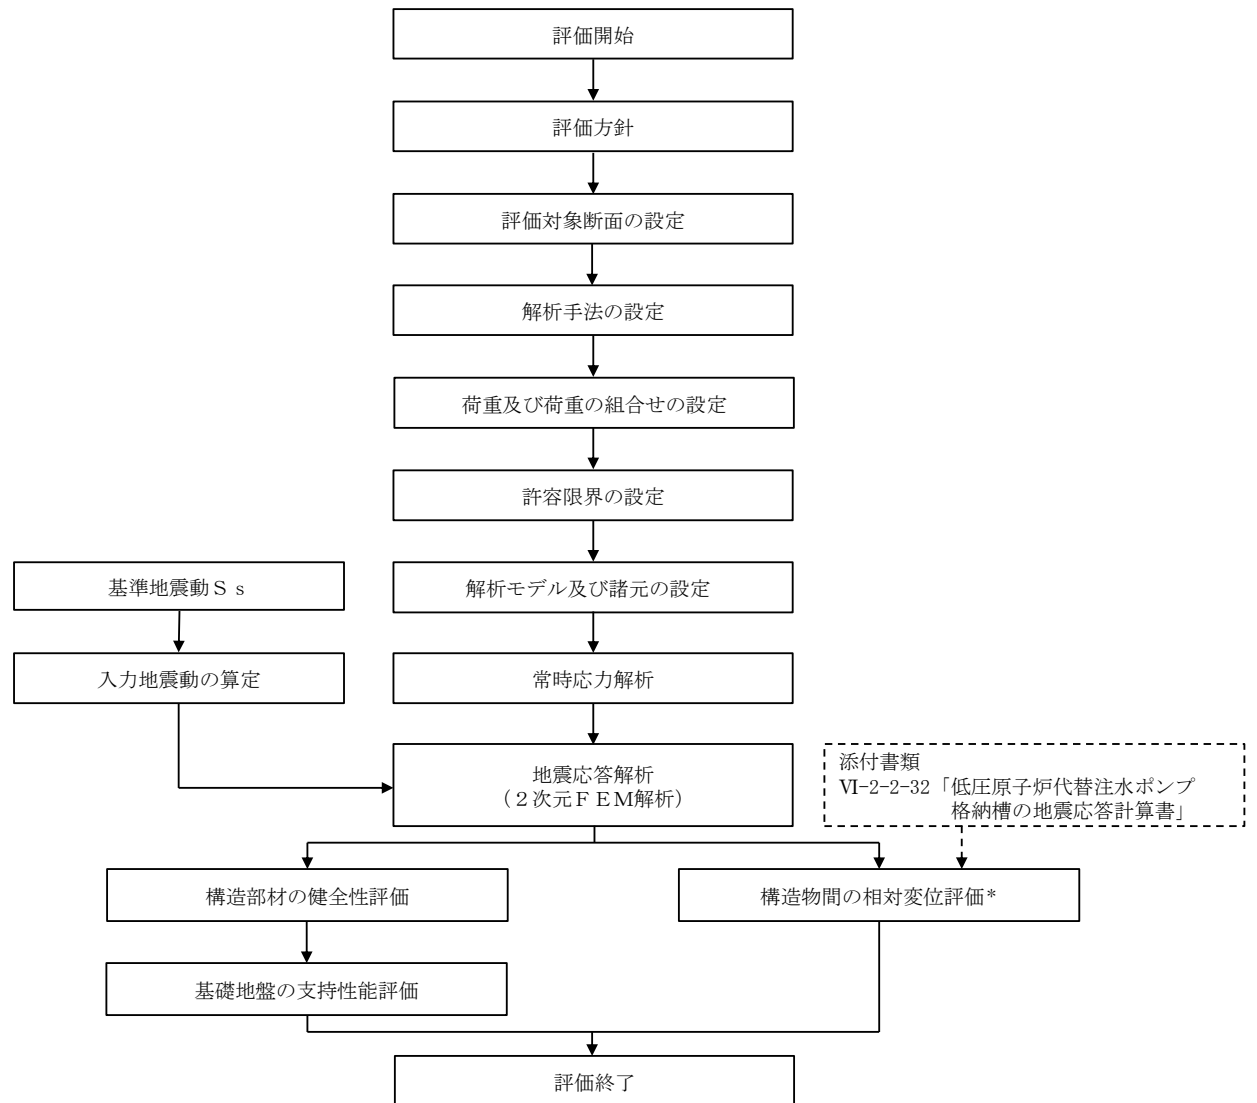 評価開始
評価方針
評価対象断面の設定
解析手法の設定
荷重及び荷重の組合せの設定
許容限界の設定
基準地震動Ｓｓ
解析モデル及び諸元の設定
入力地震動の算定
常時応力解析
地震応答解析
（２次元ＦＥＭ解析）
添付書類
Ⅵ-2-2-32「低圧原子炉代替注水ポンプ
格納槽の地震応答計算書」
構造部材の健全性評価
構造物間の相対変位評価*
基礎地盤の支持性能評価
評価終了